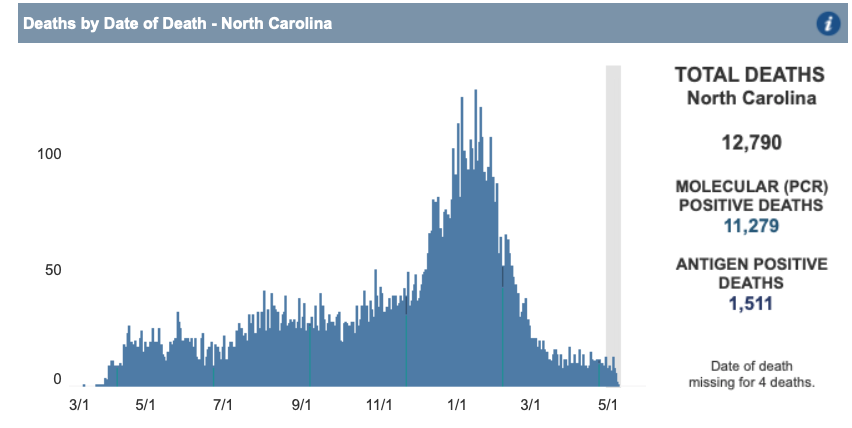 Deaths by Date of Death - North Carolina
i
TOTAL DEATHS
North Carolina
12,790
MOLECULAR (PCR)
POSITIVE DEATHS
11,279
ANTIGEN POSITIVE
DEATHS
1,511
Date of death
missing for 4 deaths.
100
50
0
3/1 5/1 7/1 9/1 11/1 1/1 3/1 5/1